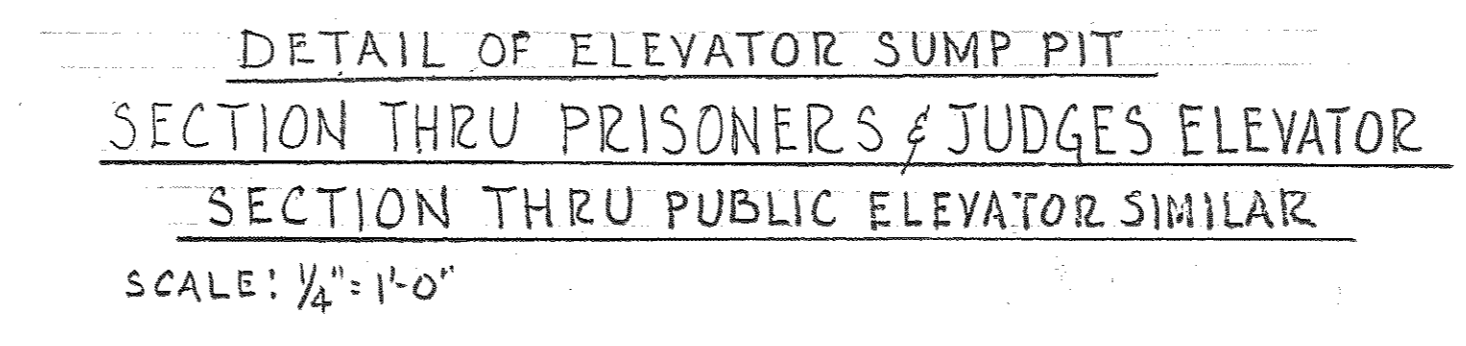 DETAIL OF ELEVATOR SUMP PIT
SECTION THRU PRISONERS & JUDGES ELEVATOR
SECTION THRU PUBLIC ELEVATOR SIMILAR
SCALE: 1/4" = 1'-0"